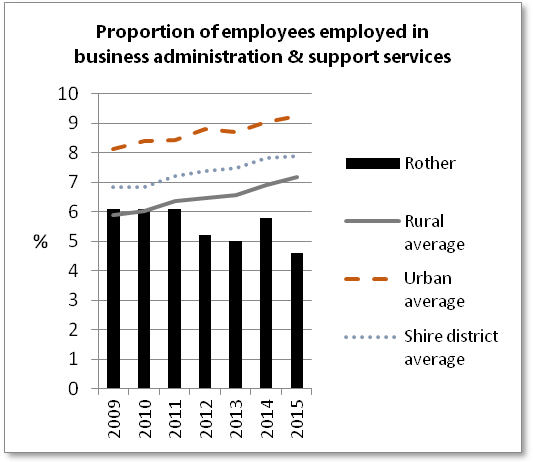 Proportion of employees employed in
business administration & support services
10
9
8
7
6
5
4
3
2
1
0
%
2009
2010
2011
2012
2013
2014
2015
Rother
Rural
average
Urban
average
Shire district
average